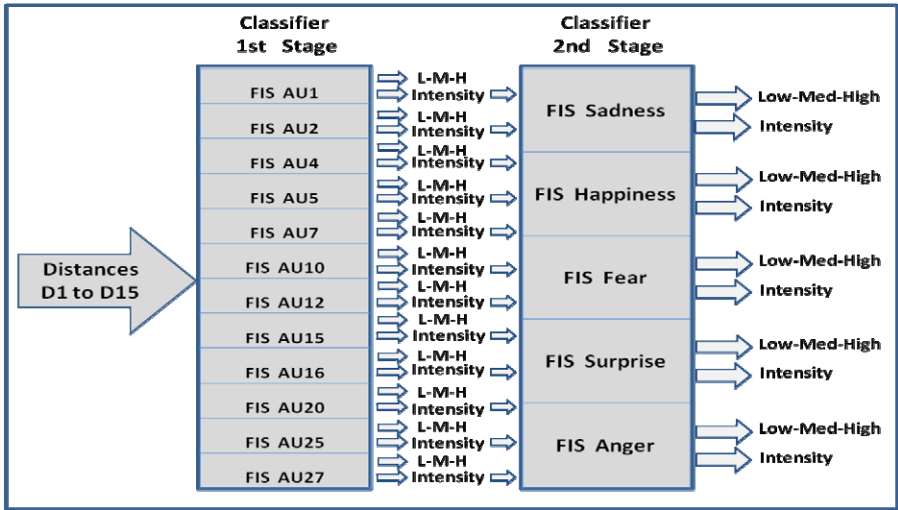 Classifier
1st Stage
Classifier
2nd Stage
Distances
D1 to D15
FIS AU1
FIS AU2
FIS AU4
FIS AU5
FIS AU7
FIS AU10
FIS AU12
FIS AU15
FIS AU16
FIS AU20
FIS AU25
FIS AU27
L-M-H
Intensity
L-M-H
Intensity
L-M-H
Intensity
L-M-H
Intensity
L-M-H
Intensity
L-M-H
Intensity
L-M-H
Intensity
L-M-H
Intensity
L-M-H
Intensity
L-M-H
Intensity
L-M-H
Intensity
L-M-H
Intensity
FIS Sadness
FIS Happiness
FIS Fear
FIS Surprise
FIS Anger
Low-Med-High
Intensity
Low-Med-High
Intensity
Low-Med-High
Intensity
Low-Med-High
Intensity
Low-Med-High
Intensity